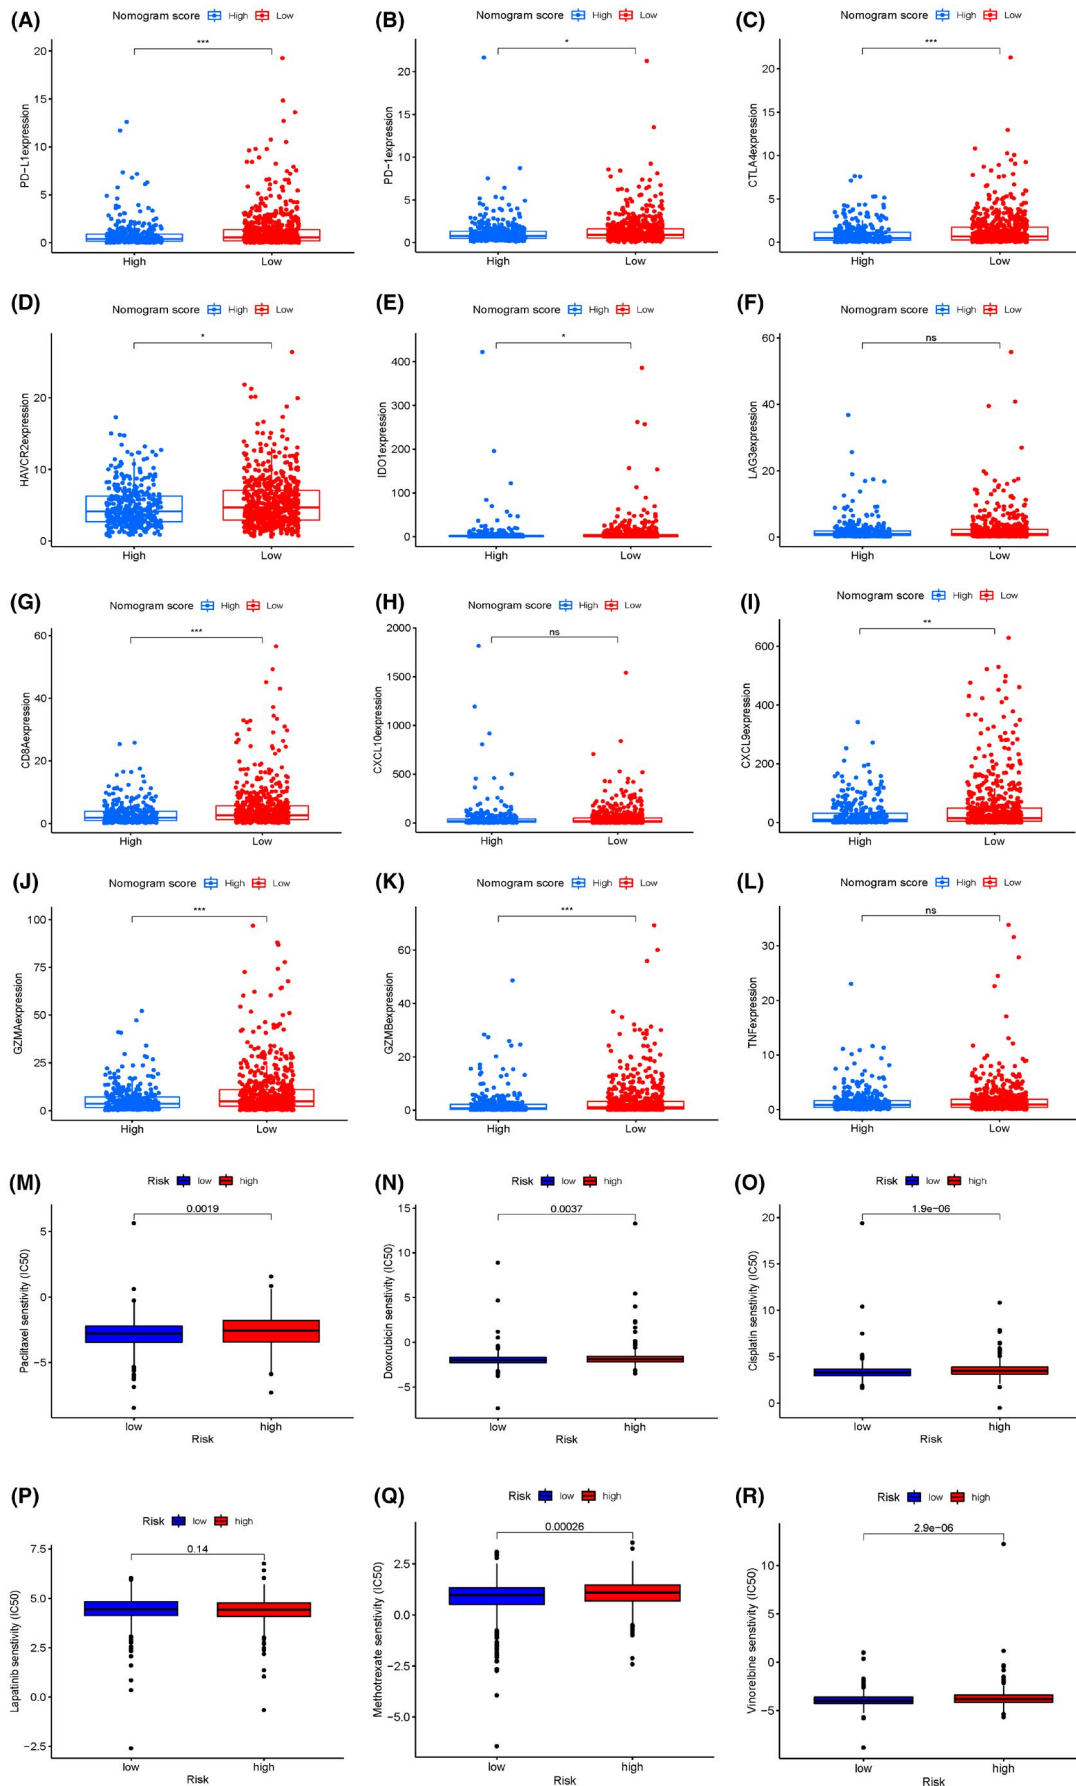 (A) Nomogram score High Low
(B) Nomogram score High Low
(C) Nomogram score High Low
PD-L1expression
20
15
10
5
0
***
High Low
PD-1expression
20
15
10
5
0
*
High Low
CTLA4expression
20
15
10
5
0
***
High Low
(D) Nomogram score High Low
(E) Nomogram score High Low
(F) Nomogram score High Low
HAVCR2expression
20
10
0
*
High Low
IDO1expression
400
300
200
100
0
*
High Low
LAG3expression
60
40
20
0
ns
High Low
(G) Nomogram score High Low
(H) Nomogram score High Low
(I) Nomogram score High Low
CD8Aexpression
60
40
20
0
***
High Low
CXCL10expression
2000
1500
1000
500
0
ns
High Low
CXCL9expression
600
400
200
0
**
High Low
(J) Nomogram score High Low
(K) Nomogram score High Low
(L) Nomogram score High Low
GZMAexpression
100
75
50
25
0
***
High Low
GZMBexpression
60
40
20
0
***
High Low
TNFexpression
30
20
10
0
ns
High Low
(M) Risk low high
(N) Risk low high
(O) Risk low high
Paclitaxel senstivity (IC50)
5
0
−5
0.0019
low high
Risk
Doxorubicin senstivity (IC50)
15
10
5
0
−5
0.0037
low high
Risk
Cisplain senstivity (IC50)
20
15
10
5
0
1.9e−06
low high
Risk
(P) Risk low high
(Q) Risk low high
(R) Risk low high
Lapatinib senstivity (IC50)
7.5
5.0
2.5
0.0
−2.5
0.14
low high
Risk
Methotrexate senstivity (IC50)
2.5
0.0
−2.5
−5.0
0.00026
low high
Risk
Vinorelbine senstivity (IC50)
10
5
0
−5
2.9e−06
low high
Risk